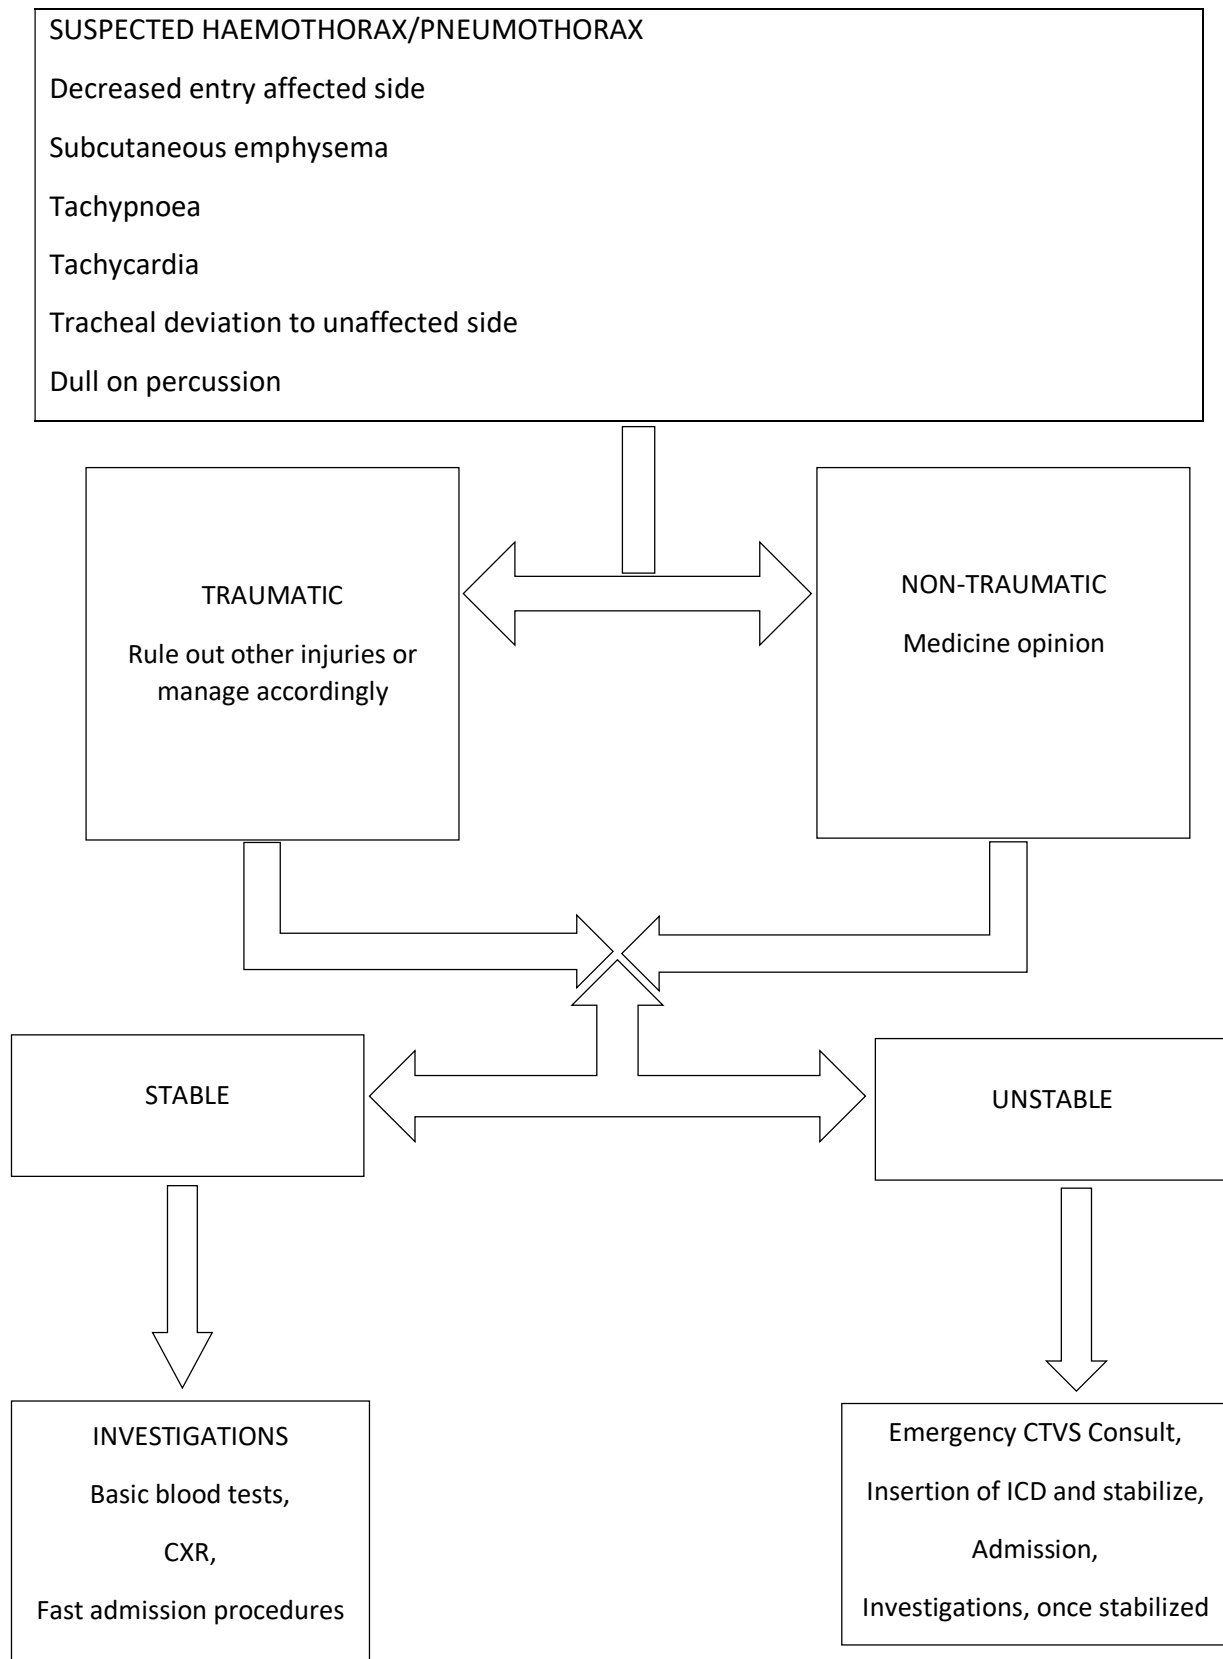 SUSPECTED HAEMOTHORAX/PNEUMOTHORAX
Decreased entry affected side
Subcutaneous emphysema
Tachypnoea
Tachycardia
Tracheal deviation to unaffected side
Dull on percussion
TRAUMATIC
Rule out other injuries or
manage accordingly
NON-TRAUMATIC
Medicine opinion
STABLE
UNSTABLE
INVESTIGATIONS
Basic blood tests,
CXR,
Fast admission procedures
Emergency CTVS Consult,
Insertion of ICD and stabilize,
Admission,
Investigations, once stabilized